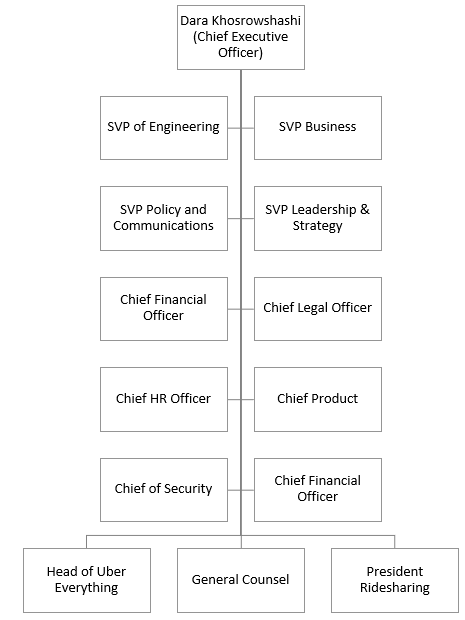 Dara Khosrowshashi
(Chief Executive
Officer)
SVP of Engineering
SVP Business
SVP Policy and
Communications
SVP Leadership &
Strategy
Chief Financial
Officer
Chief Legal Officer
Chief HR Officer
Chief Product
Chief of Security
Chief Financial
Officer
Head of Uber
Everything
General Counsel
President
Ridesharing